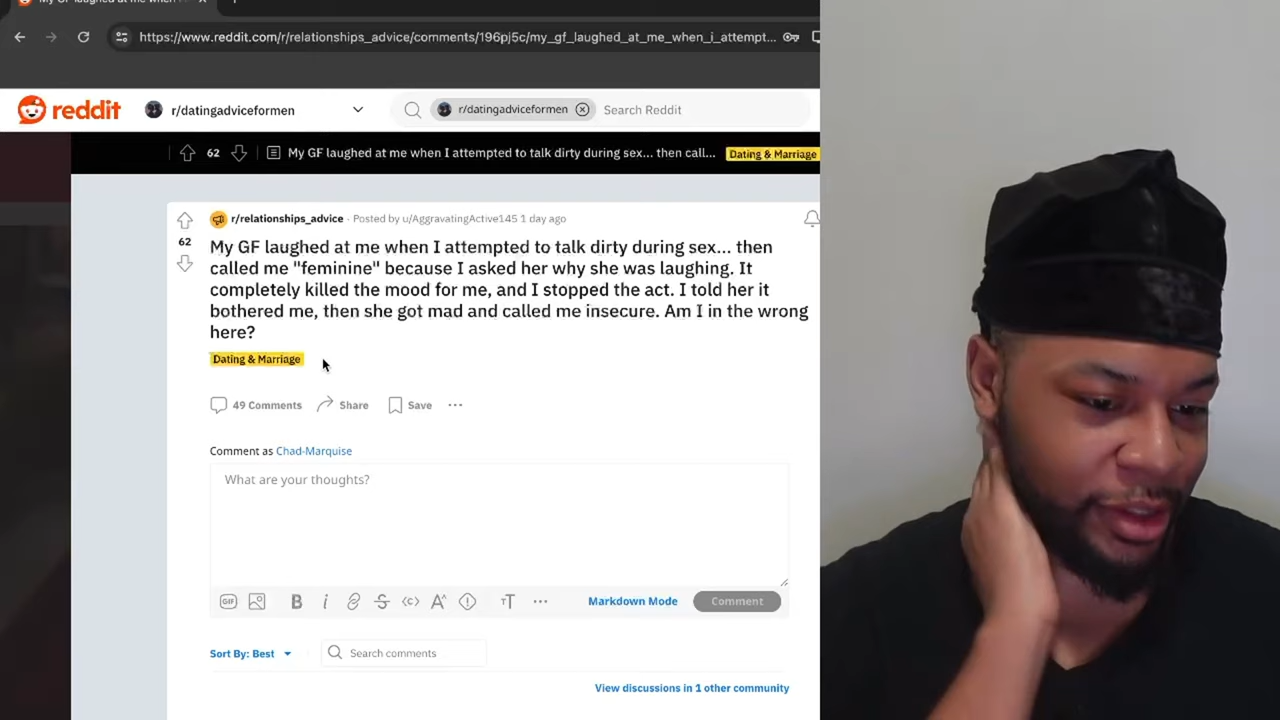 https://www.reddit.com/r/relationships_advice/comments/196pj5c/my_gf_laughed_at_me_when_i_attempt...
reddit r/datingadviceformen r/datingadviceformen Search Reddit
62 My GF laughed at me when I attempted to talk dirty during sex... then call... Dating & Marriage
r/relationships_advice · Posted by u/AggravatingActive145 1 day ago
62
My GF laughed at me when I attempted to talk dirty during sex... then
called me "feminine" because I asked her why she was laughing. It
completely killed the mood for me, and I stopped the act. I told her it
bothered me, then she got mad and called me insecure. Am I in the wrong
here?
Dating & Marriage
49 Comments Share Save
Comment as Chad-Marquise
What are your thoughts?
GIF B i S <c> A TT Markdown Mode Comment
Sort By: Best Search comments
View discussions in 1 other community